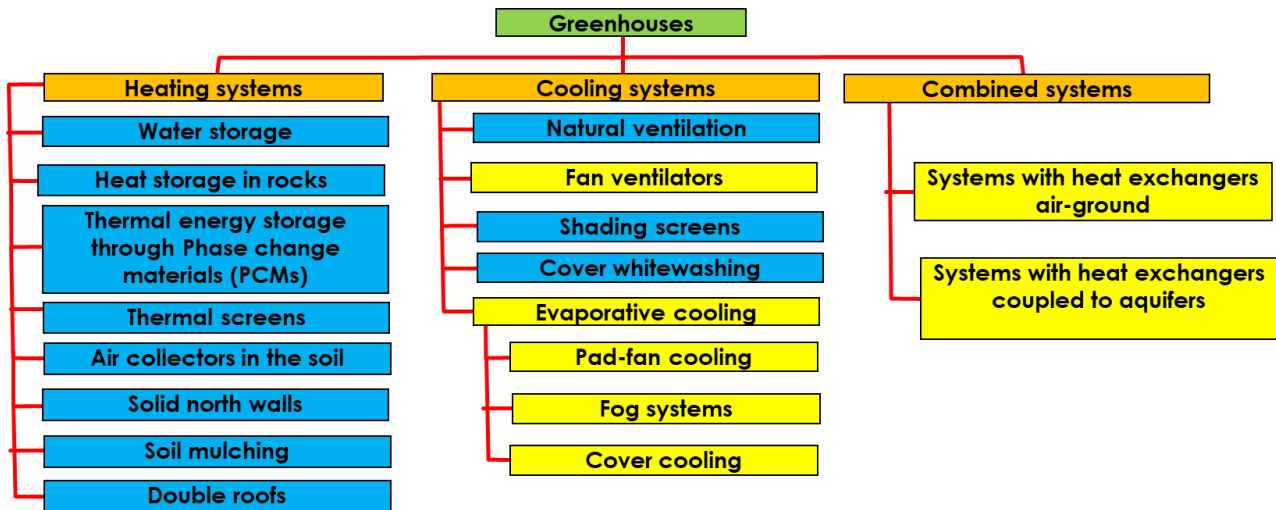 Greenhouses
Heating systems
Water storage
Heat storage in rocks
Thermal energy storage
through Phase change
materials (PCMs)
Thermal screens
Air collectors in the soil
Solid north walls
Soil mulching
Double roofs
Cooling systems
Natural ventilation
Fan ventilators
Shading screens
Cover whitewashing
Evaporative cooling
Pad-fan cooling
Fog systems
Cover cooling
Combined systems
Systems with heat exchangers
air-ground
Systems with heat exchangers
coupled to aquifers